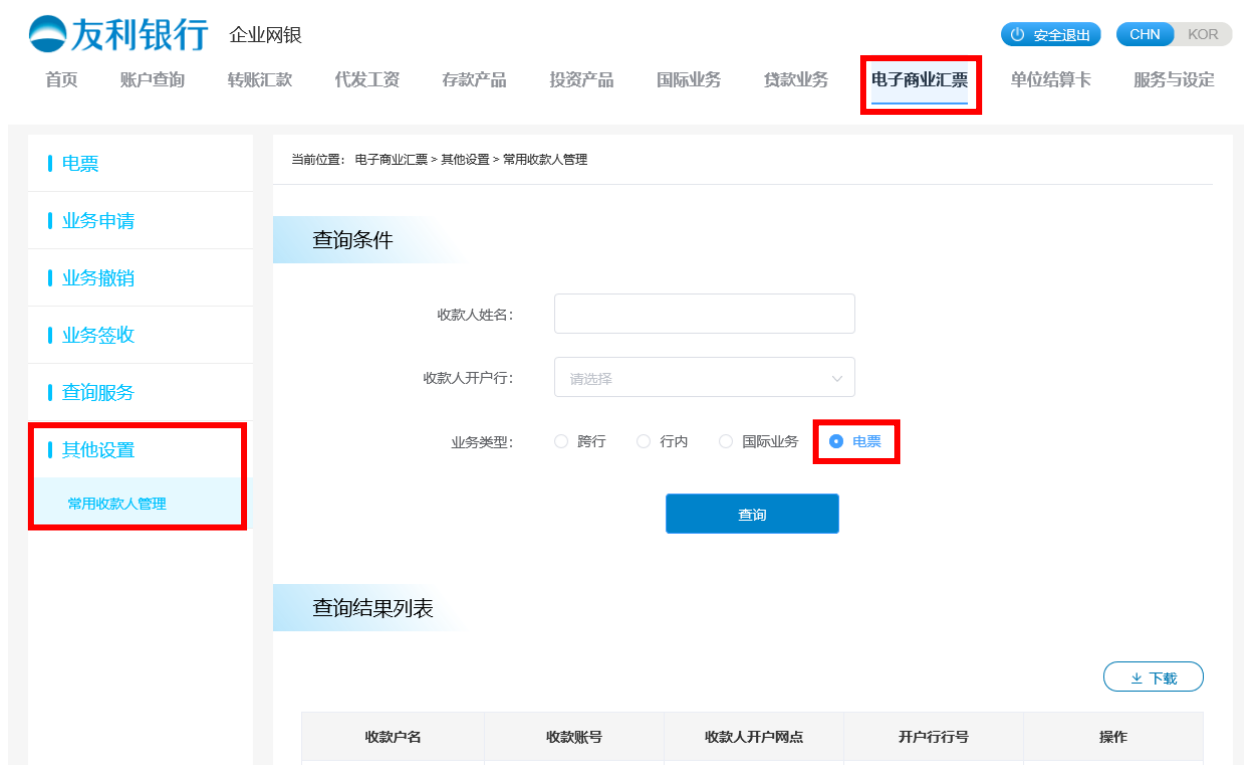 友利银行 企业网银 安全退出 CHN KOR
首页 账户查询 转账汇款 代发工资 存款产品 投资产品 国际业务 贷款业务 电子商业汇票 单位结算卡 服务与设定
电票
业务申请
业务撤销
业务签收
查询服务
其他设置
常用收款人管理
当前位置: 电子商业汇票 > 其他设置 > 常用收款人管理
查询条件
收款人姓名:
收款人开户行: 请选择
业务类型: 跨行 行内 国际业务 电票
查询
查询结果列表
下载
收款户名 收款账号 收款人开户网点 开户行行号 操作